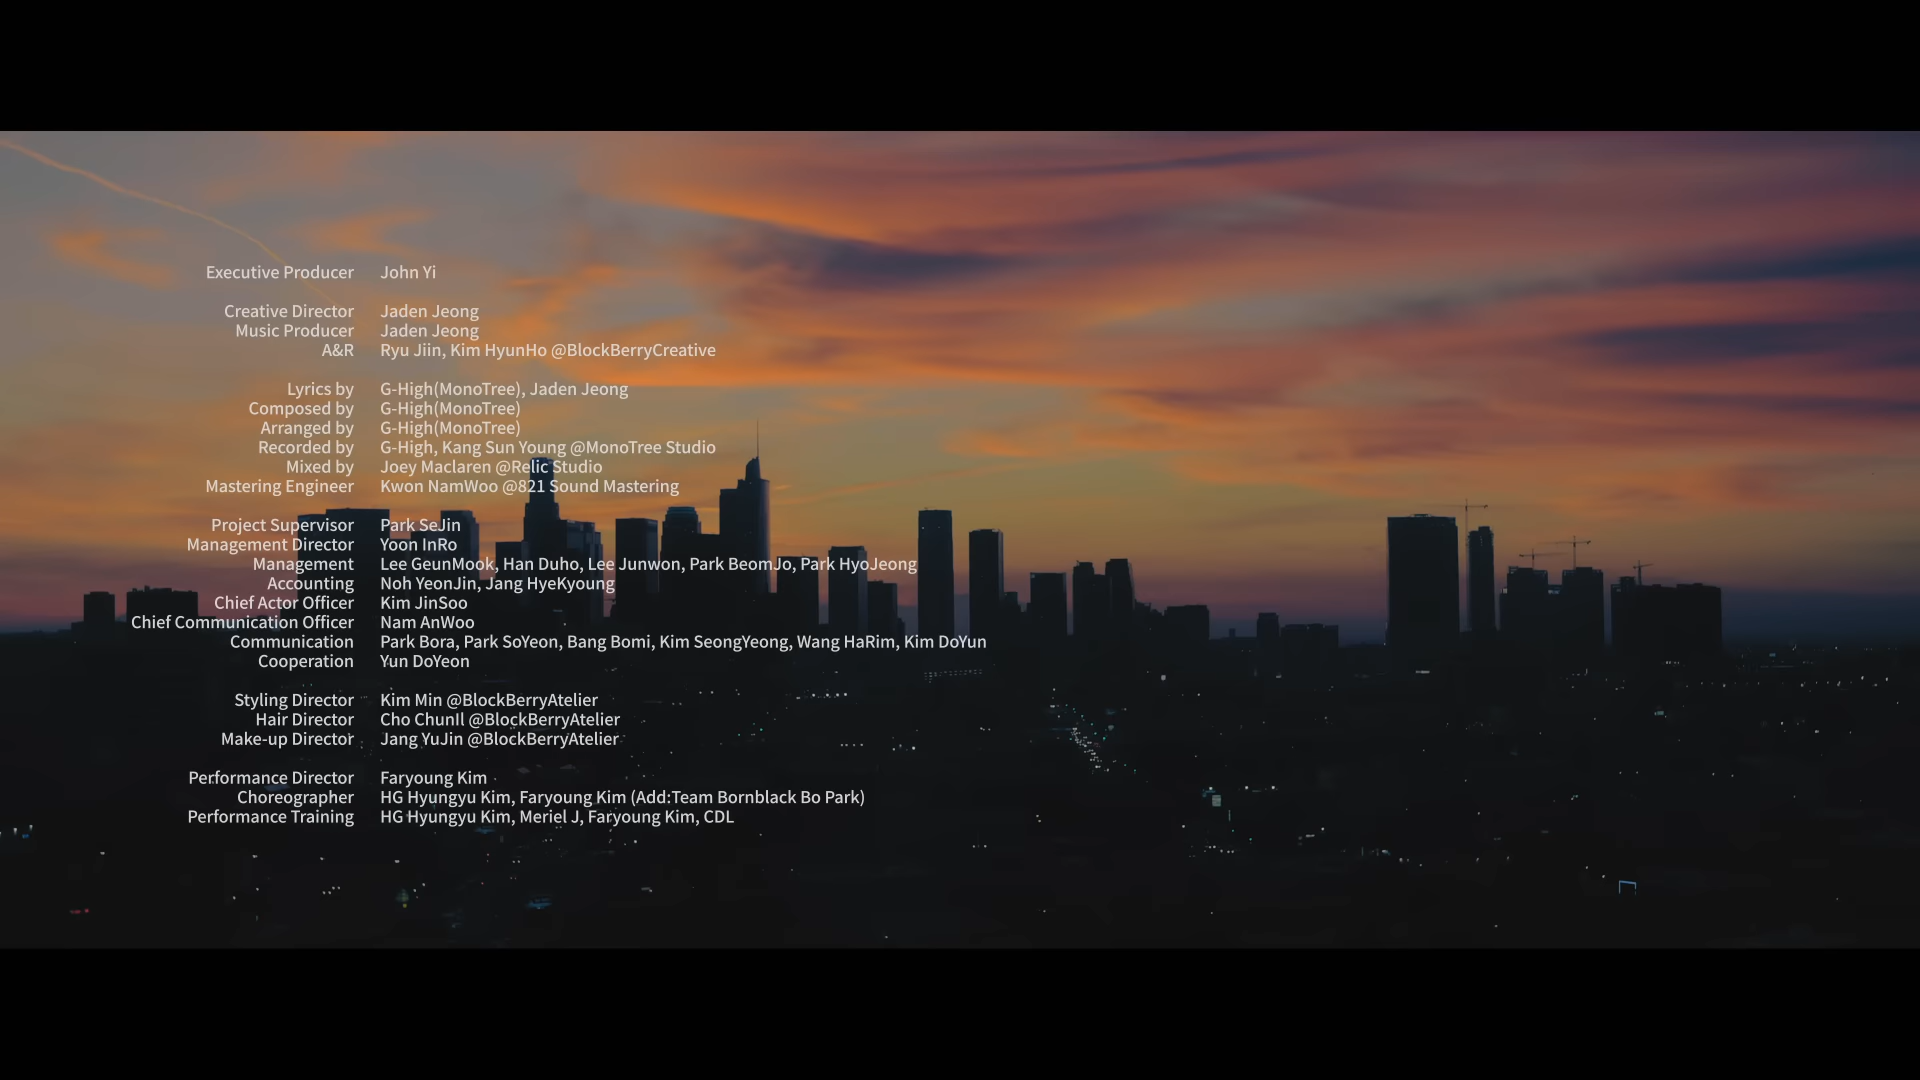 Executive Producer John Yi
Creative Director Jaden Jeong
Music Producer Jaden Jeong
A&R Ryu Jiin, Kim HyunHo @BlockBerryCreative
Lyrics by G-High(MonoTree), Jaden Jeong
Composed by G-High(MonoTree)
Arranged by G-High(MonoTree)
Recorded by G-High, Kang Sun Young @MonoTree Studio
Mixed by Joey Maclaren @Relic Studio
Mastering Engineer Kwon NamWoo @821 Sound Mastering
Project Supervisor Park SeJin
Management Director Yoon InRo
Management Lee GeunMook, Han Duho, Lee Junwon, Park BeomJo, Park HyoJeong
Accounting Noh YeonJin, Jang HyeKyoung
Chief Actor Officer Kim JinSoo
Chief Communication Officer Nam AnWoo
Communication Park Bora, Park SoYeon, Bang Bomi, Kim SeongYeong, Wang HaRim, Kim DoYun
Cooperation Yun DoYeon
Styling Director Kim Min @BlockBerryAtelier
Hair Director Cho ChunIl @BlockBerryAtelier
Make-up Director Jang YuJin @BlockBerryAtelier
Performance Director Faryoung Kim
Choreographer HG Hyungyu Kim, Faryoung Kim (Add:Team Bornblack Bo Park)
Performance Training HG Hyungyu Kim, Meriel J, Faryoung Kim, CDL